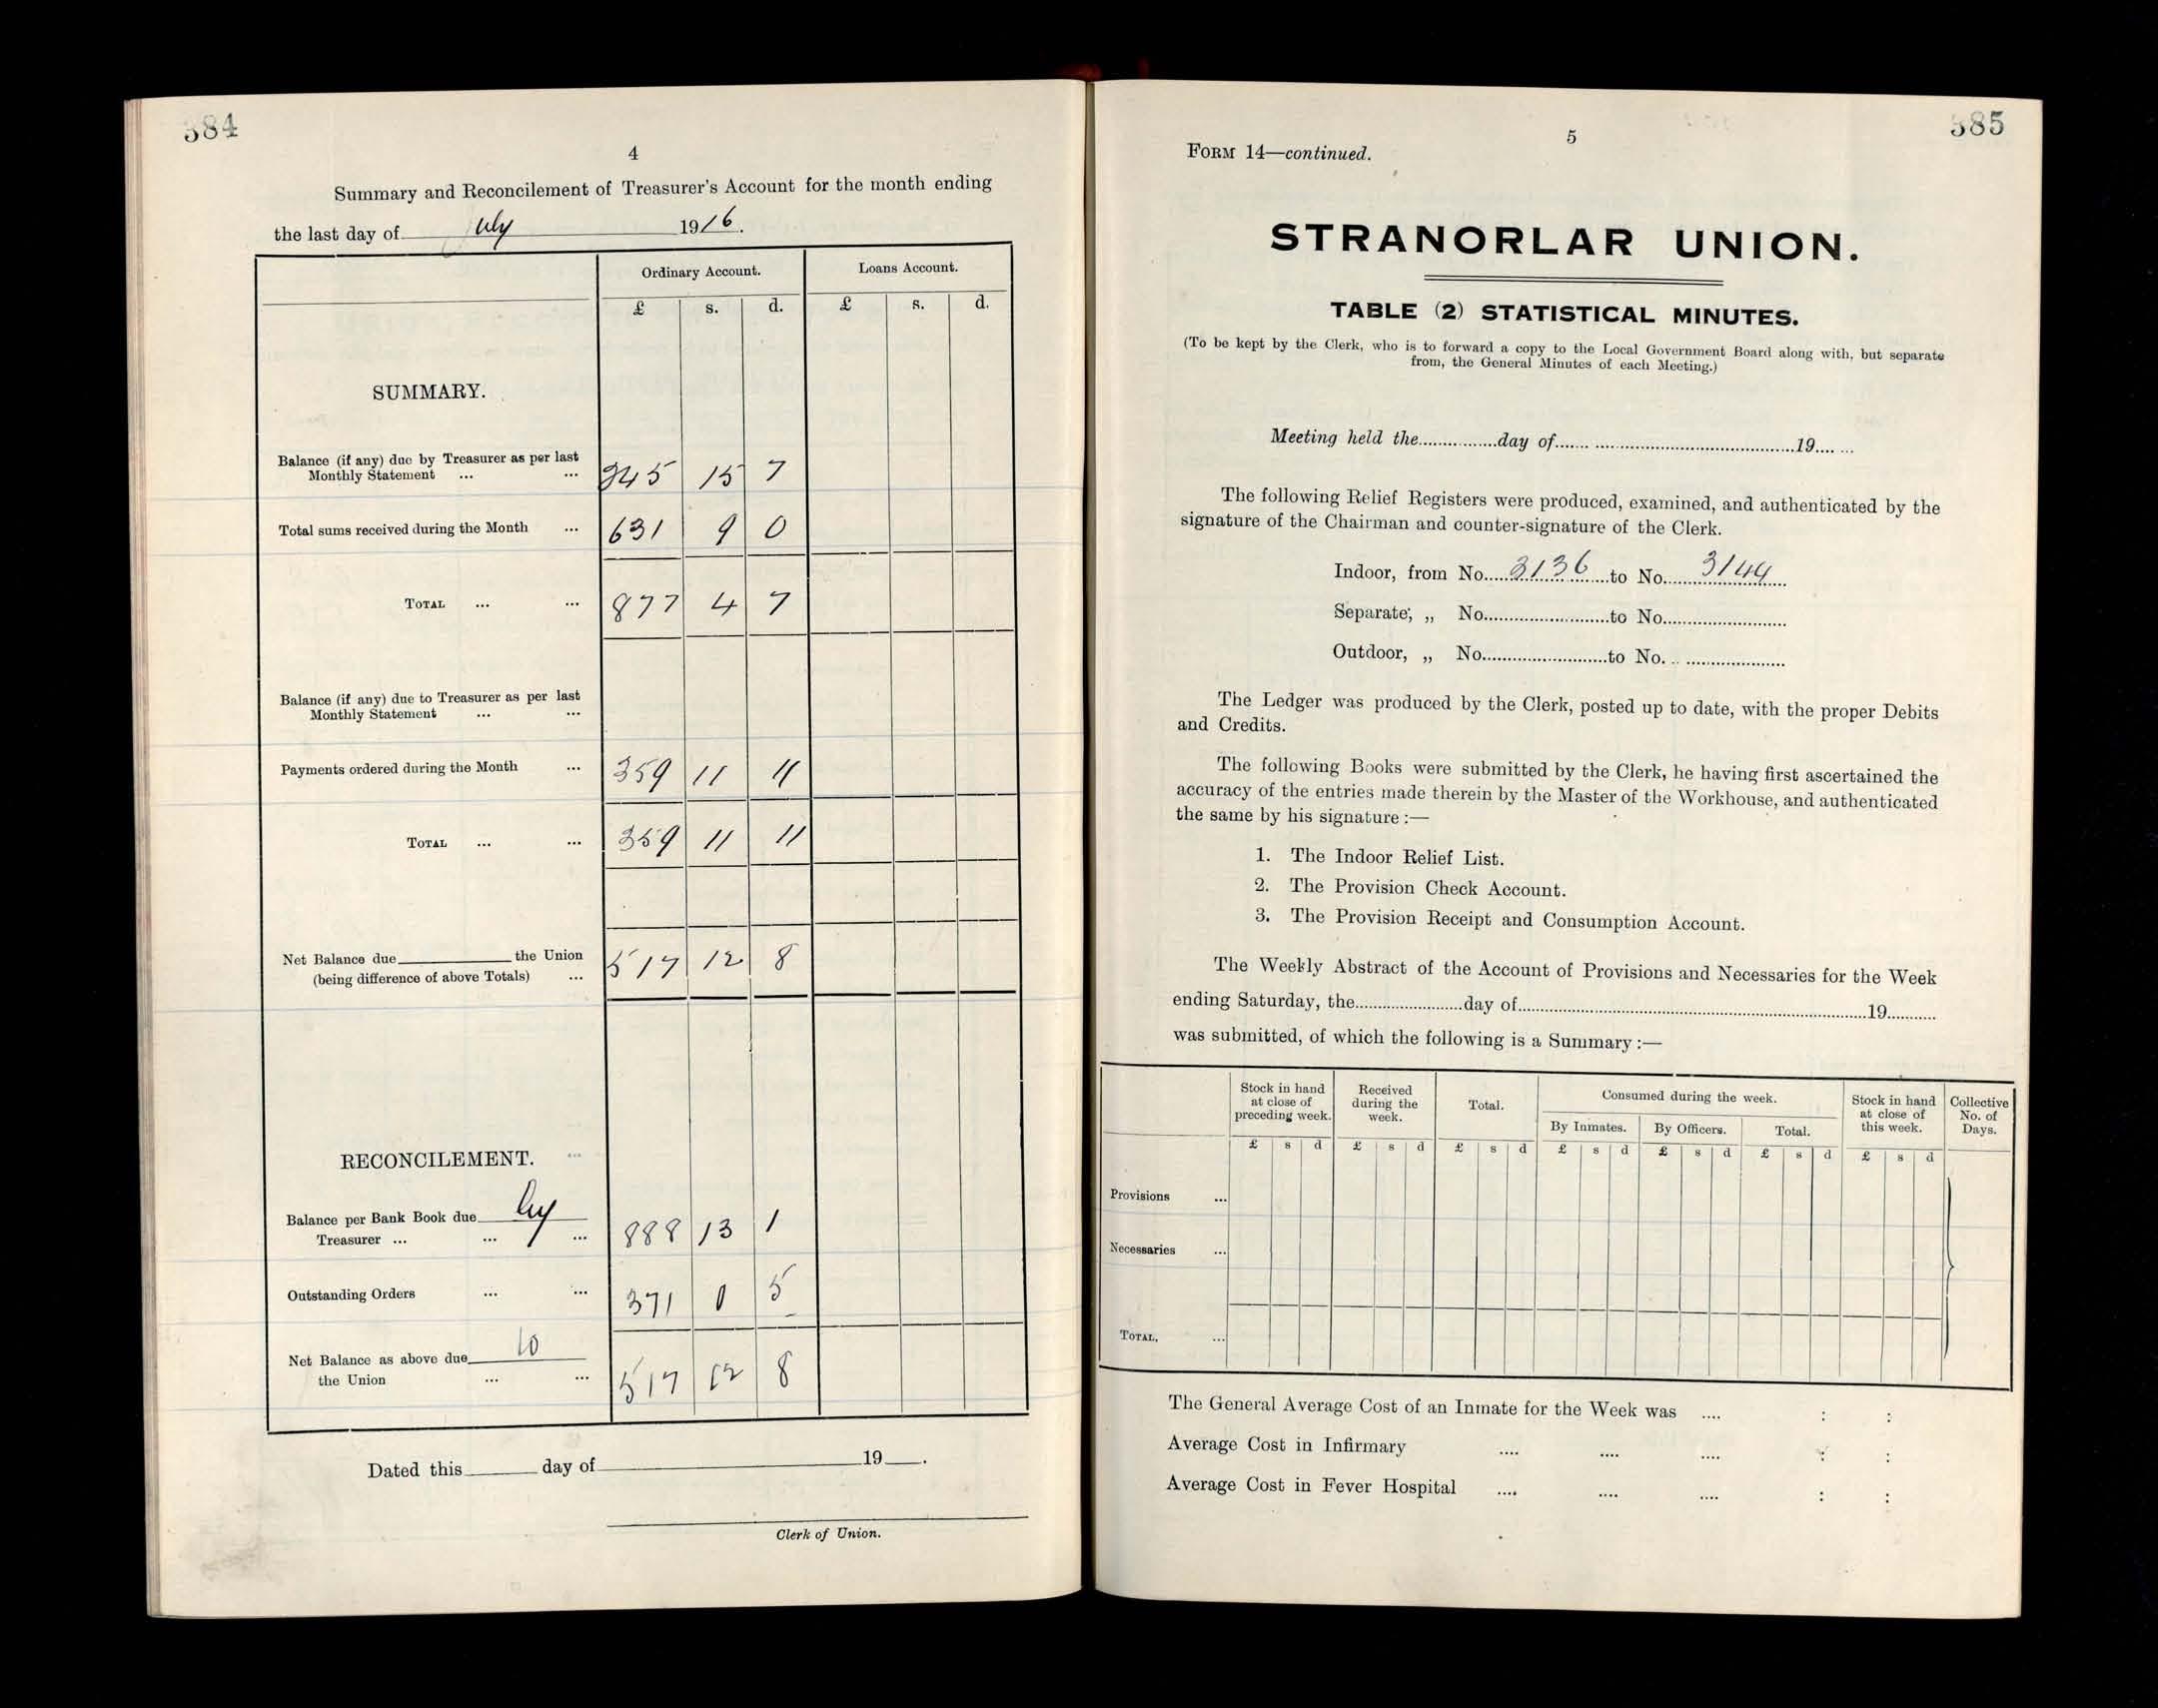 384
4
Summary and Reconcilement of Treasurer's Account for the month ending
the last day of July 1916.
Ordinary Account. Loans Account.
£ s. d. £ s. d.
SUMMARY.
Balance (if any) due by Treasurer as per last
Monthly Statement ... ... 245 15 7
Total sums received during the Month ... 631 9 0
TOTAL ... ... 877 4 7
Balance (if any) due to Treasurer as per last
Monthly Statement ... ...
Payments ordered during the Month ... 359 11 11
TOTAL ... ... 359 11 11
Net Balance due the Union
(being difference of above Totals) ... 517 12 8
RECONCILEMENT. ...
Balance per Bank Book due by
Treasurer ... ... ... 888 13 1
Outstanding Orders ... ... 371 0 5
Net Balance as above due to
the Union ... ... 517 12 8
Dated this day of 19 .
Clerk of Union.
385
5
FORM 14—continued.
STRANORLAR UNION.
TABLE (2) STATISTICAL MINUTES.
(To be kept by the Clerk, who is to forward a copy to the Local Government Board along with, but separate
from, the General Minutes of each Meeting.)
Meeting held the................day of..........................................19.......
The following Relief Registers were produced, examined, and authenticated by the
signature of the Chairman and counter-signature of the Clerk.
Indoor, from No. 3136 to No. 3144
Separate, „ No..........................to No..........................
Outdoor, „ No..........................to No..........................
The Ledger was produced by the Clerk, posted up to date, with the proper Debits
and Credits.
The following Books were submitted by the Clerk, he having first ascertained the
accuracy of the entries made therein by the Master of the Workhouse, and authenticated
the same by his signature :—
1. The Indoor Relief List.
2. The Provision Check Account.
3. The Provision Receipt and Consumption Account.
The Weekly Abstract of the Account of Provisions and Necessaries for the Week
ending Saturday, the......................day of..........................................19..........
was submitted, of which the following is a Summary :—
Stock in hand at close of preceding week. Received during the week. Total. Consumed during the week. Stock in hand at close of this week. Collective No. of Days.
By Inmates. By Officers. Total.
£ s d £ s d £ s d £ s d £ s d £ s d £ s d
Provisions ...
Necessaries ...
TOTAL. ...
The General Average Cost of an Inmate for the Week was .... : :
Average Cost in Infirmary .... .... .... : :
Average Cost in Fever Hospital .... .... .... : :